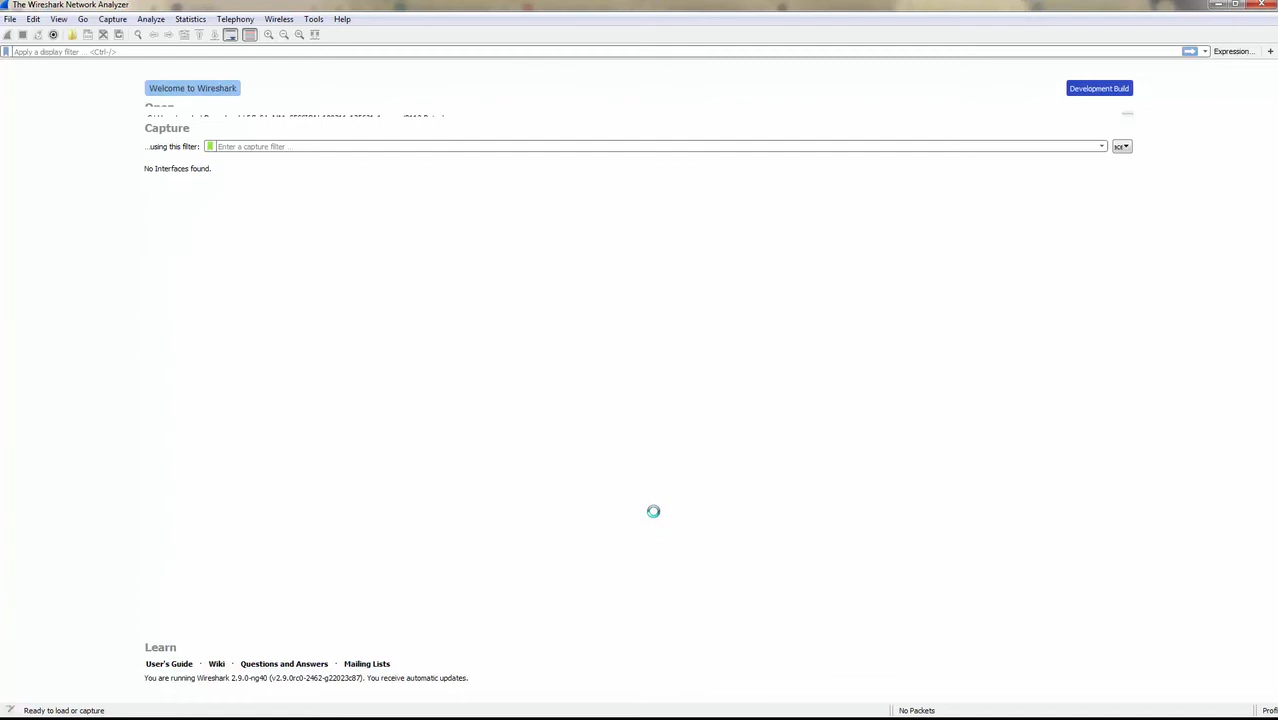 The Wireshark Network Analyzer
File Edit View Go Capture Analyze Statistics Telephony Wireless Tools Help
Apply a display filter ... <Ctrl-/>
Expression...
+
Welcome to Wireshark
Development Build
Open
Capture
...using this filter:
Enter a capture filter ...
No Interfaces found.
Learn
User's Guide · Wiki · Questions and Answers · Mailing Lists
You are running Wireshark 2.9.0-ng40 (v2.9.0rc0-2462-g22023c87). You receive automatic updates.
Ready to load or capture
No Packets
Profi